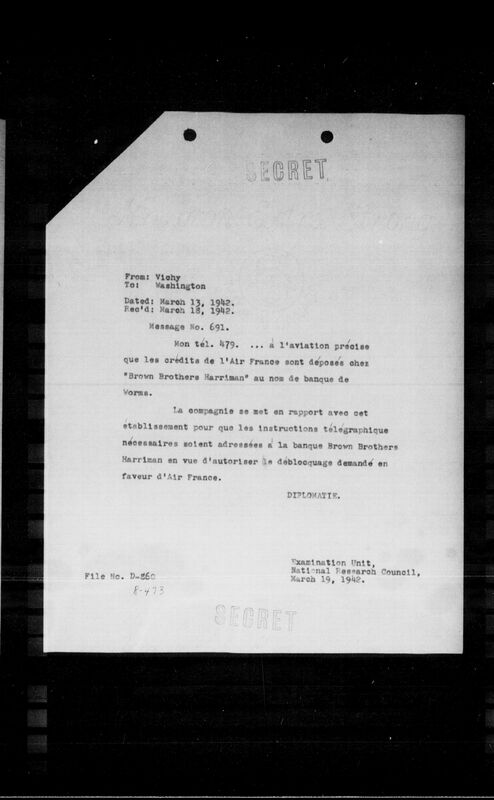 SECRET
From: Vichy
To: Washington
Dated: March 13, 1942.
Rec'd: March 18, 1942.
Message No. 691.
Mon tél. 479. ... à l'aviation précise
que les crédits de l'Air France sont déposés chez
"Brown Brothers Harriman" au nom de banque de
Worms.
La compagnie se met en rapport avec cet
établissement pour que les instructions télégraphique
nécessaires soient adressées à la banque Brown Brothers
Harriman en vue d'autoriser le déblocquage demandé en
faveur d'Air France.
DIPLOMATIE.
Examination Unit,
National Research Council,
March 19, 1942.
File No. D-860
8-473
SECRET